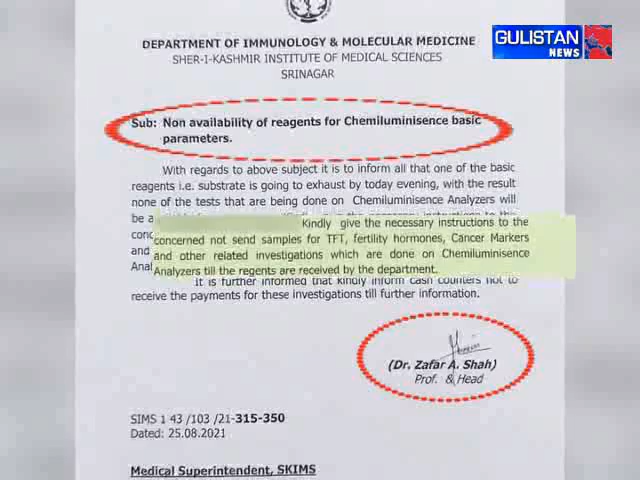 GULISTAN
NEWS
DEPARTMENT OF IMMUNOLOGY & MOLECULAR MEDICINE
SHER-I-KASHMIR INSTITUTE OF MEDICAL SCIENCES
SRINAGAR
Sub: Non availability of reagents for Chemiluminisence basic
parameters.
With regards to above subject it is to inform all that one of the basic
reagents i.e. substrate is going to exhaust by today evening, with the result
none of the tests that are being done on Chemiluminisence Analyzers will
be
Kindly give the necessary instructions to the
concerned not send samples for TFT, fertility hormones, Cancer Markers
and and other related investigations which are done on Chemiluminisence
Analyzers till the regents are received by the department.
It is further informed that kindly inform cash counters not to
receive the payments for these investigations till further information.
(Dr. Zafar A. Shah)
Prof. & Head
SIMS 1 43 /103 /21-315-350
Dated: 25.08.2021
Medical Superintendent, SKIMS